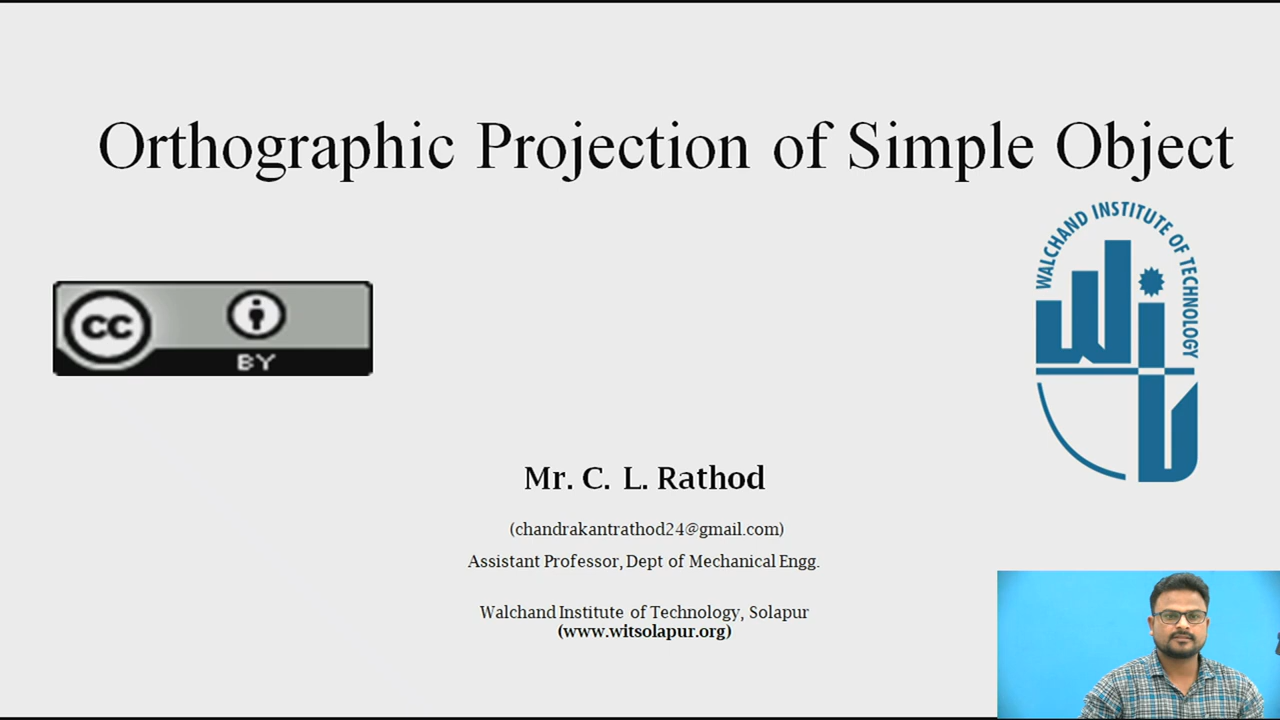 Orthographic Projection of Simple Object
WALCHAND INSTITUTE OF TECHNOLOGY
WIT
CC
BY
Mr. C. L. Rathod
(chandrakantrathod24@gmail.com)
Assistant Professor, Dept of Mechanical Engg.
Walchand Institute of Technology, Solapur
(www.witsolapur.org)